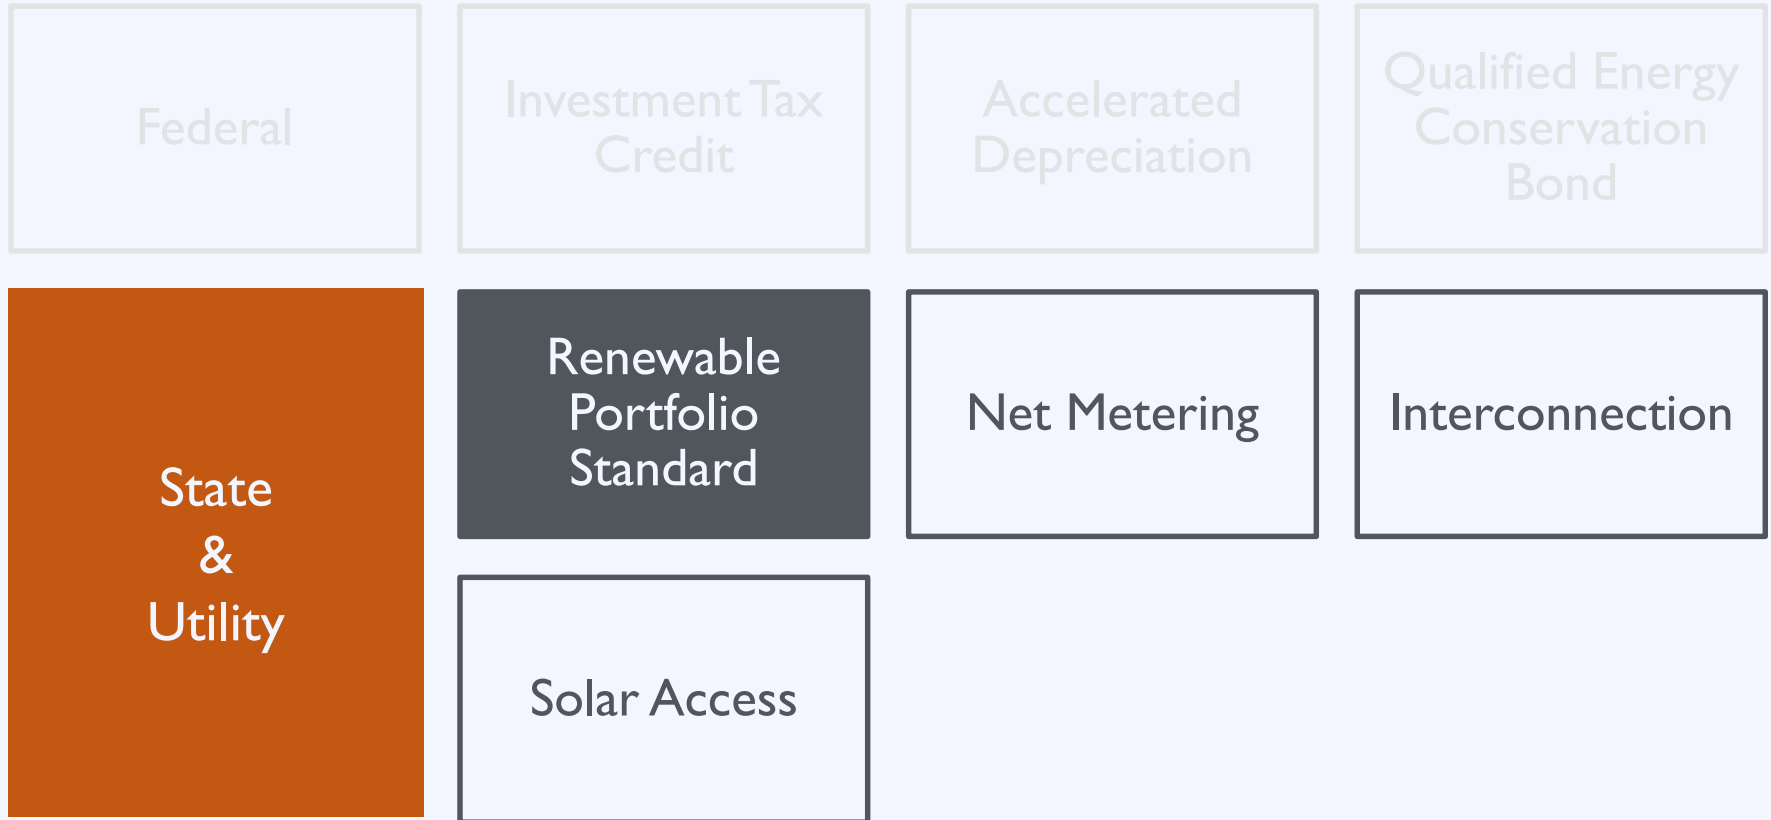 Federal
Investment Tax
Credit
Accelerated
Depreciation
Qualified Energy
Conservation
Bond
State
&
Utility
Renewable
Portfolio
Standard
Net Metering
Interconnection
Solar Access